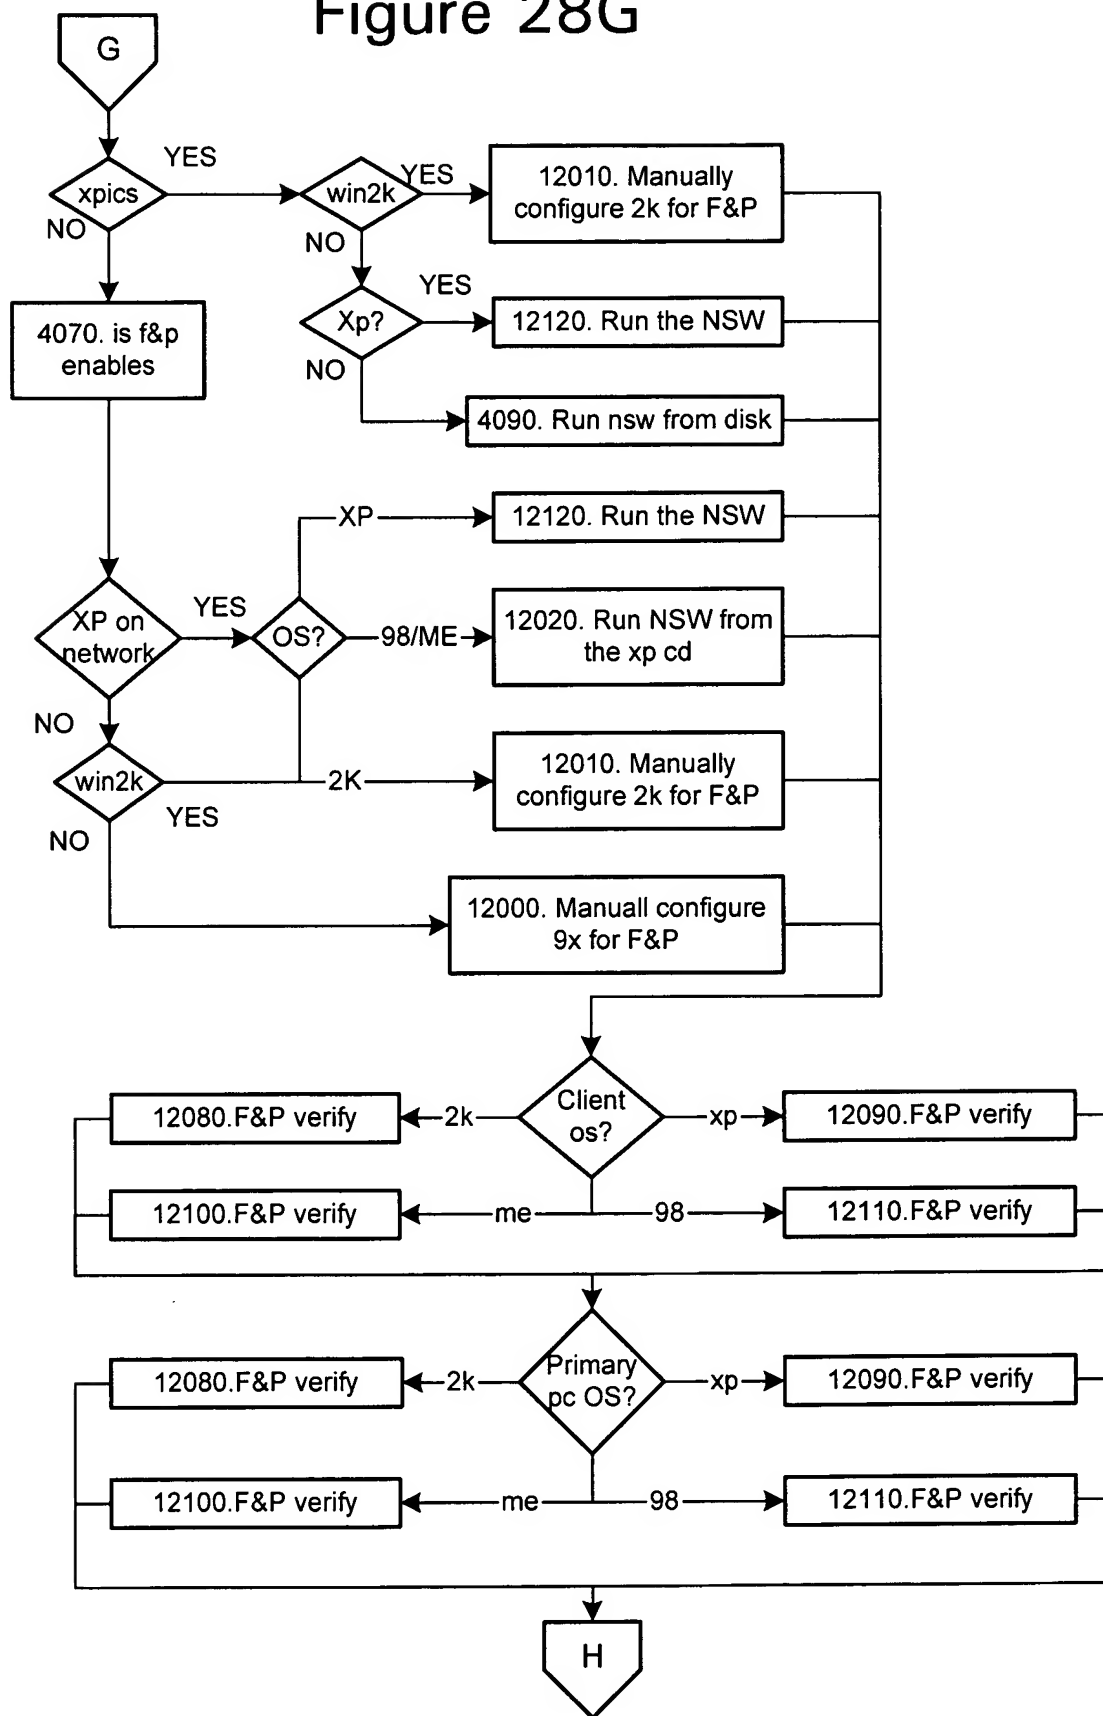 Figure 28G
G
YES
xpics
NO
win2k
YES
12010. Manually
configure 2k for F&P
NO
YES
Xp?
12120. Run the NSW
NO
4070. is f&p
enables
4090. Run nsw from disk
XP
12120. Run the NSW
XP on
network
YES
OS?
98/ME
12020. Run NSW from
the xp cd
NO
win2k
YES
2K
12010. Manually
configure 2k for F&P
NO
12000. Manuall configure
9x for F&P
Client
os?
12080.F&P verify
2k
xp
12090.F&P verify
12100.F&P verify
me
98
12110.F&P verify
Primary
pc OS?
12080.F&P verify
2k
xp
12090.F&P verify
12100.F&P verify
me
98
12110.F&P verify
H